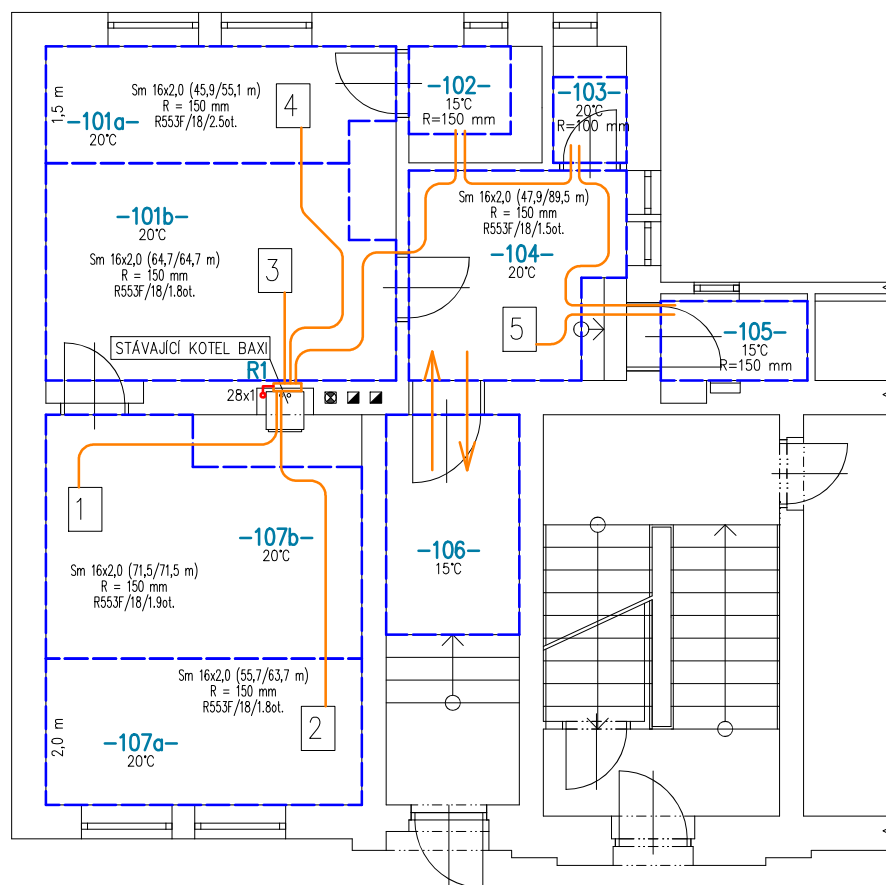 Sm 16x2,0 (45,9/55,1 m)
R = 150 mm
R553F/18/2.5ot.
4
1,5 m
-101a-
20°C
-102-
15°C
R=150 mm
-103-
20°C
R=100 mm
-101b-
20°C
Sm 16x2,0 (64,7/64,7 m)
R = 150 mm
R553F/18/1.8ot.
3
Sm 16x2,0 (47,9/89,5 m)
R = 150 mm
R553F/18/1.5ot.
-104-
20°C
5
-105-
15°C
R=150 mm
STÁVAJÍCÍ KOTEL BAXI
R1
28x1
1
-107b-
20°C
Sm 16x2,0 (71,5/71,5 m)
R = 150 mm
R553F/18/1.9ot.
-106-
15°C
Sm 16x2,0 (55,7/63,7 m)
R = 150 mm
R553F/18/1.8ot.
2
2,0 m
-107a-
20°C